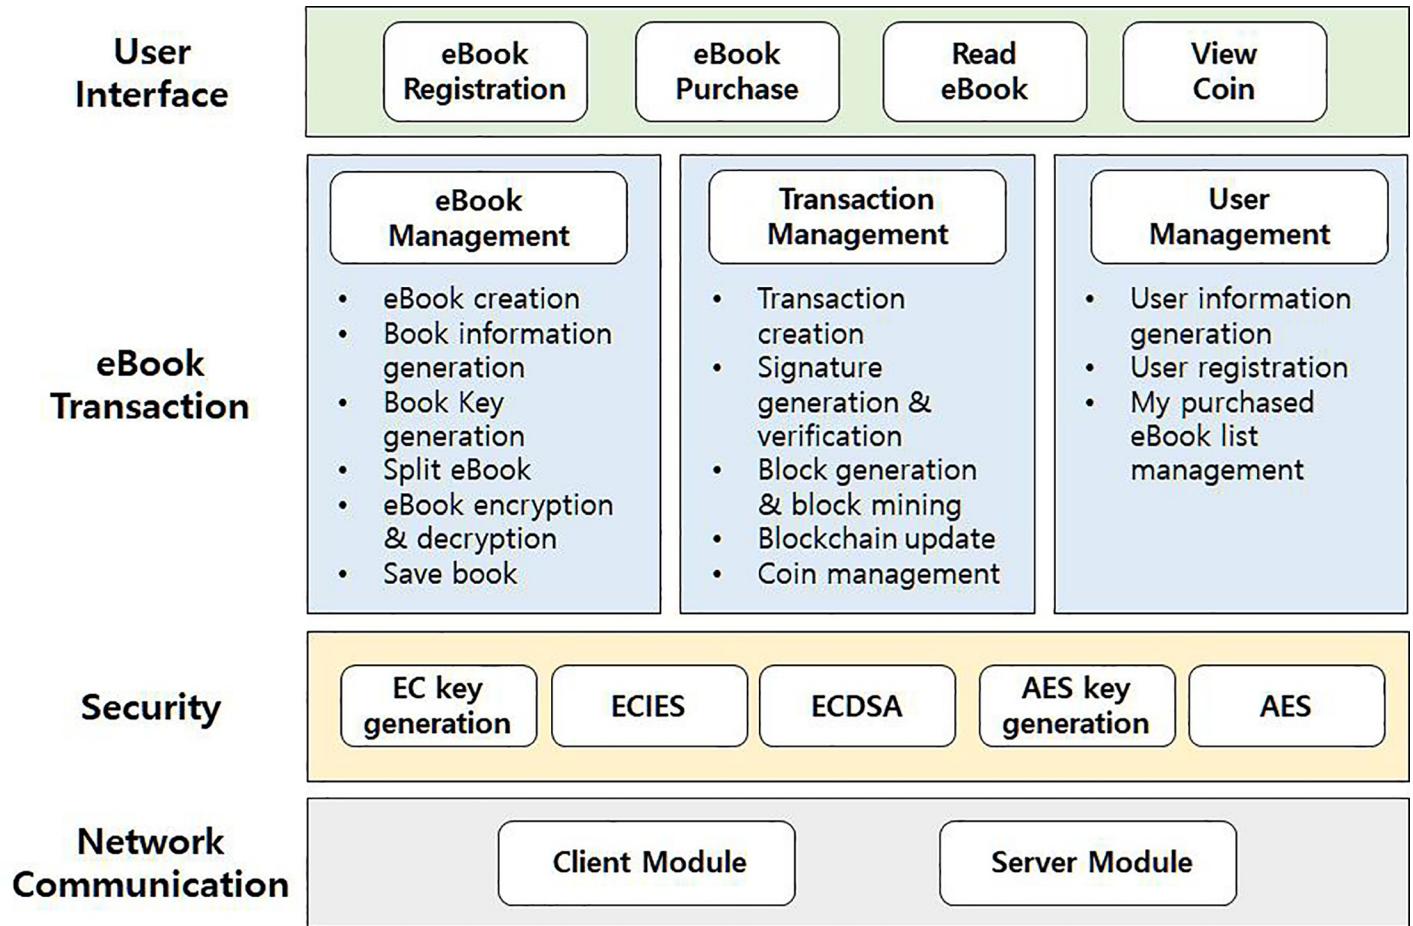 User
Interface
eBook
Registration
eBook
Purchase
Read
eBook
View
Coin
eBook
Transaction
eBook
Management
• eBook creation
• Book information
generation
• Book Key
generation
• Split eBook
• eBook encryption
& decryption
• Save book
Transaction
Management
• Transaction
creation
• Signature
generation &
verification
• Block generation
& block mining
• Blockchain update
• Coin management
User
Management
• User information
generation
• User registration
• My purchased
eBook list
management
Security
EC key
generation
ECIES
ECDSA
AES key
generation
AES
Network
Communication
Client Module
Server Module